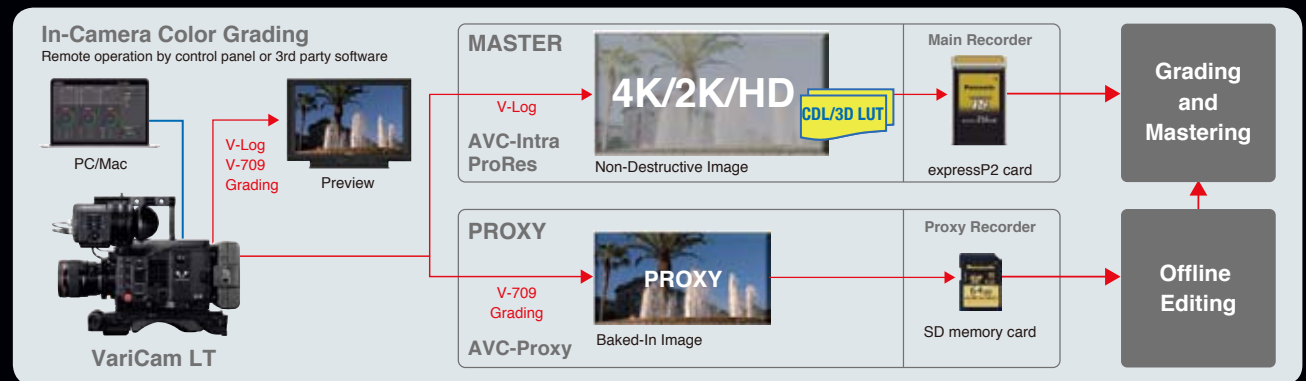 In-Camera Color Grading
Remote operation by control panel or 3rd party software
PC/Mac
V-Log
V-709
Grading
Preview
VariCam LT
MASTER
V-Log
AVC-Intra
ProRes
4K/2K/HD
CDL/3D LUT
Non-Destructive Image
Main Recorder
Panasonic
expressP2 card
PROXY
V-709
Grading
AVC-Proxy
PROXY
Baked-In Image
Proxy Recorder
Panasonic
64
SD memory card
Grading
and
Mastering
Offline
Editing